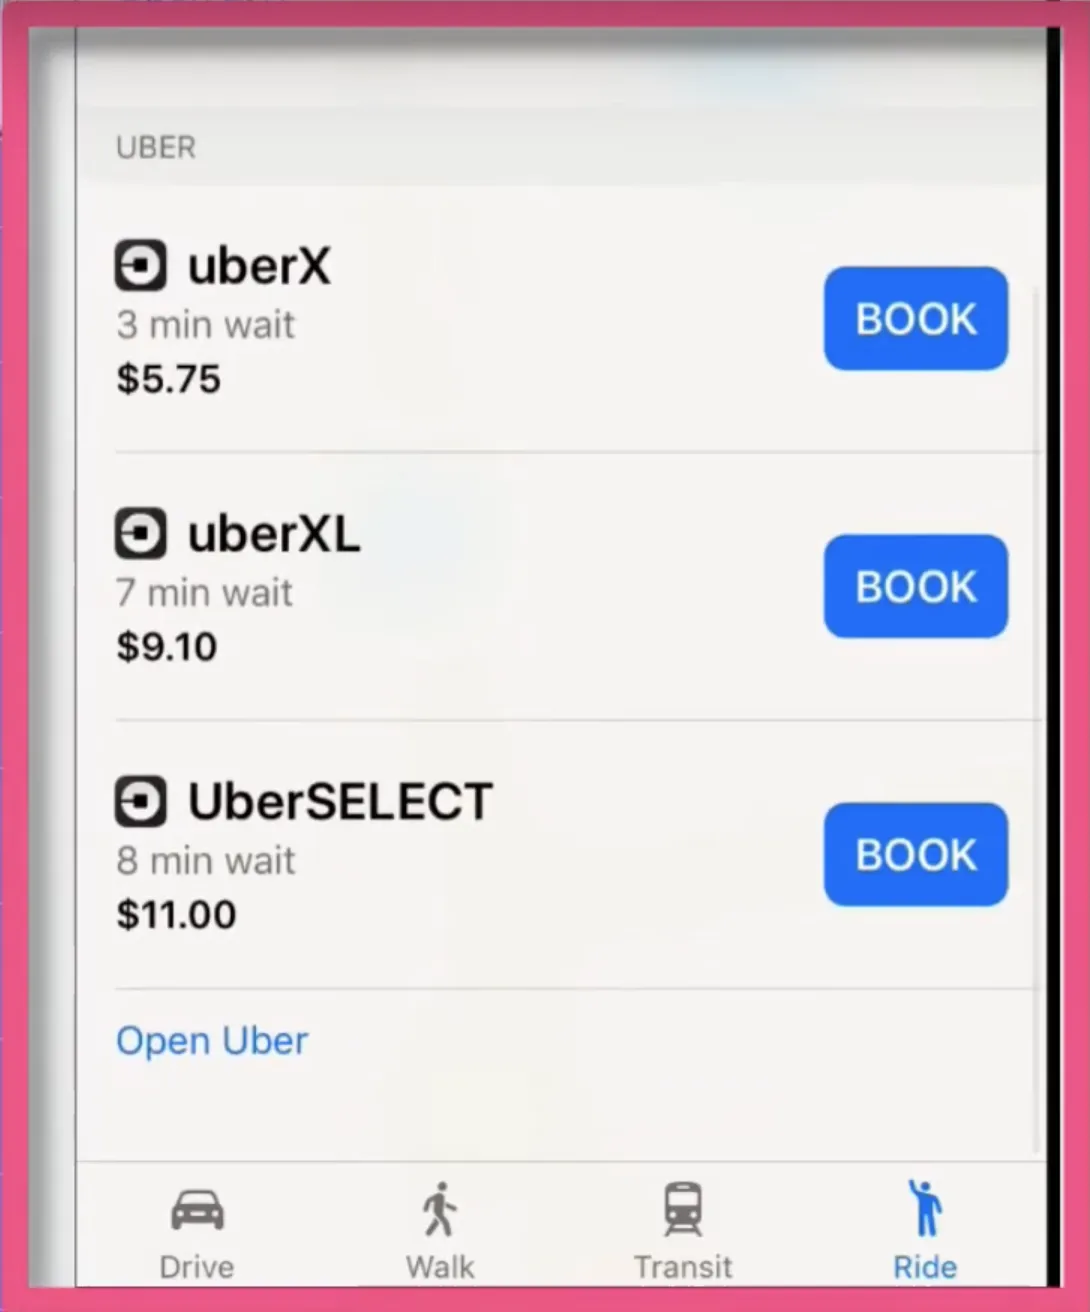 UBER
uberX
3 min wait
$5.75
BOOK
uberXL
7 min wait
$9.10
BOOK
UberSELECT
8 min wait
$11.00
BOOK
Open Uber
Drive Walk Transit Ride